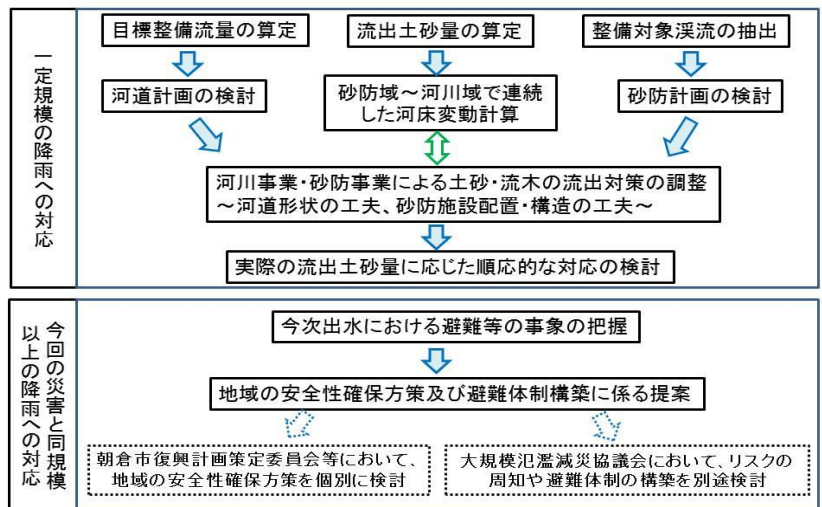 一定規模の降雨への対応
目標整備流量の算定
流出土砂量の算定
整備対象渓流の抽出
河道計画の検討
砂防域～河川域で連続
した河床変動計算
砂防計画の検討
河川事業・砂防事業による土砂・流木の流出対策の調整
～河道形状の工夫、砂防施設配置・構造の工夫～
実際の流出土砂量に応じた順応的な対応の検討
今回の災害と同規模
以上の降雨への対応
今次出水における避難等の事象の把握
地域の安全性確保方策及び避難体制構築に係る提案
朝倉市復興計画策定委員会等において、
地域の安全性確保方策を個別に検討
大規模氾濫減災協議会において、リスクの
周知や避難体制の構築を別途検討